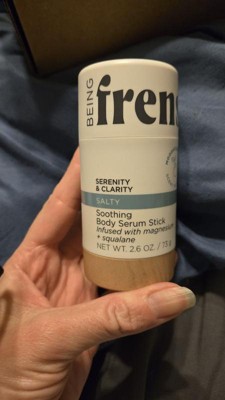 BEING
fren
SERENITY
& CLARITY
SALTY
Soothing
Body Serum Stick
Infused with magnesium
+ squalane
NET WT. 2.6 OZ. / 73 g